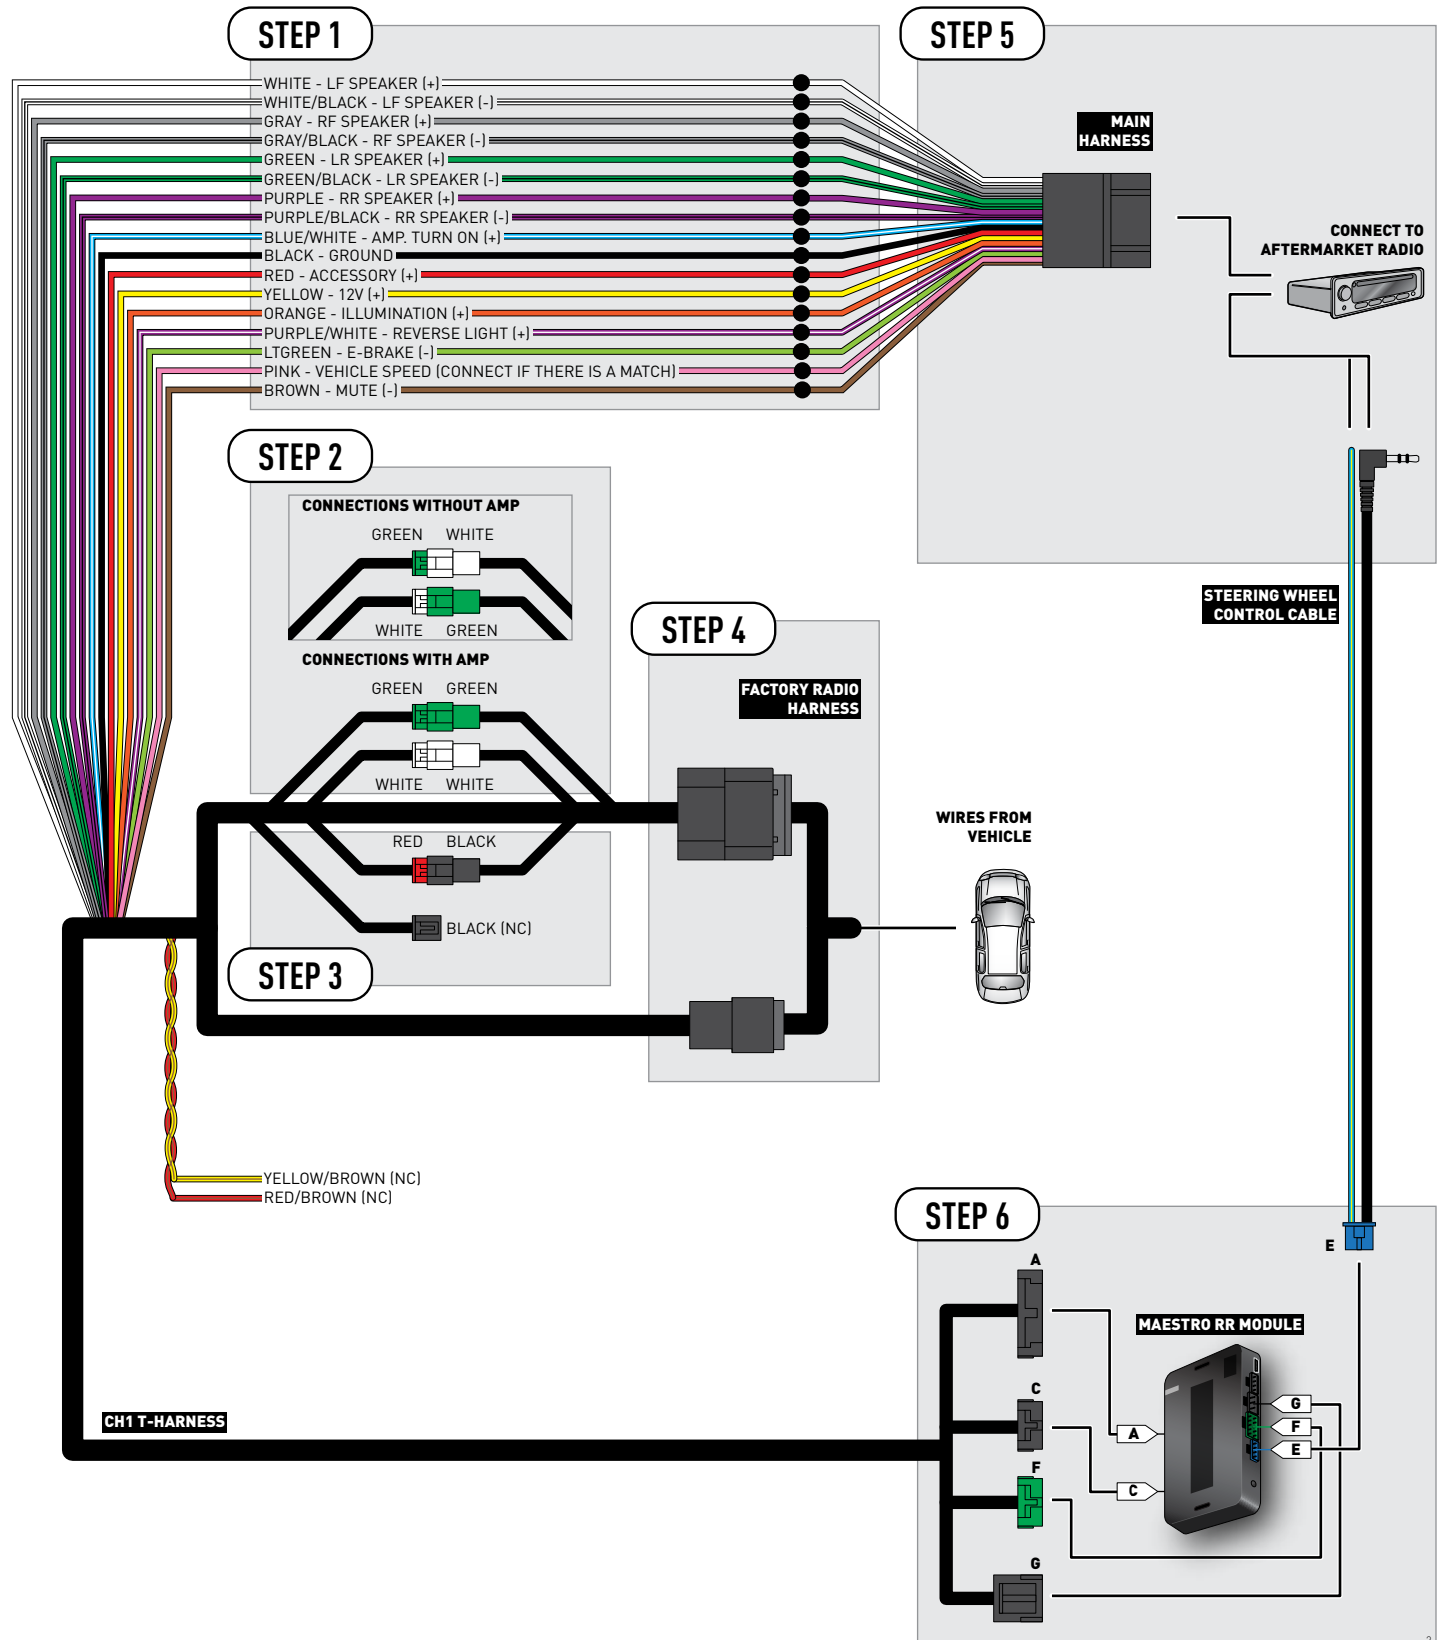 STEP 1
WHITE - LF SPEAKER (+)
WHITE/BLACK - LF SPEAKER (-)
GRAY - RF SPEAKER (+)
GRAY/BLACK - RF SPEAKER (-)
GREEN - LR SPEAKER (+)
GREEN/BLACK - LR SPEAKER (-)
PURPLE - RR SPEAKER (+)
PURPLE/BLACK - RR SPEAKER (-)
BLUE/WHITE - AMP. TURN ON (+)
BLACK - GROUND
RED - ACCESSORY (+)
YELLOW - 12V (+)
ORANGE - ILLUMINATION (+)
PURPLE/WHITE - REVERSE LIGHT (+)
LTGREEN - E-BRAKE (-)
PINK - VEHICLE SPEED (CONNECT IF THERE IS A MATCH)
BROWN - MUTE (-)
STEP 5
MAIN
HARNESS
CONNECT TO
AFTERMARKET RADIO
STEERING WHEEL
CONTROL CABLE
STEP 2
CONNECTIONS WITHOUT AMP
GREEN WHITE
WHITE GREEN
CONNECTIONS WITH AMP
GREEN GREEN
WHITE WHITE
STEP 4
FACTORY RADIO
HARNESS
WIRES FROM
VEHICLE
RED BLACK
BLACK (NC)
STEP 3
YELLOW/BROWN (NC)
RED/BROWN (NC)
CH1 T-HARNESS
STEP 6
E
A
MAESTRO RR MODULE
C
G
F
A
E
F
C
G